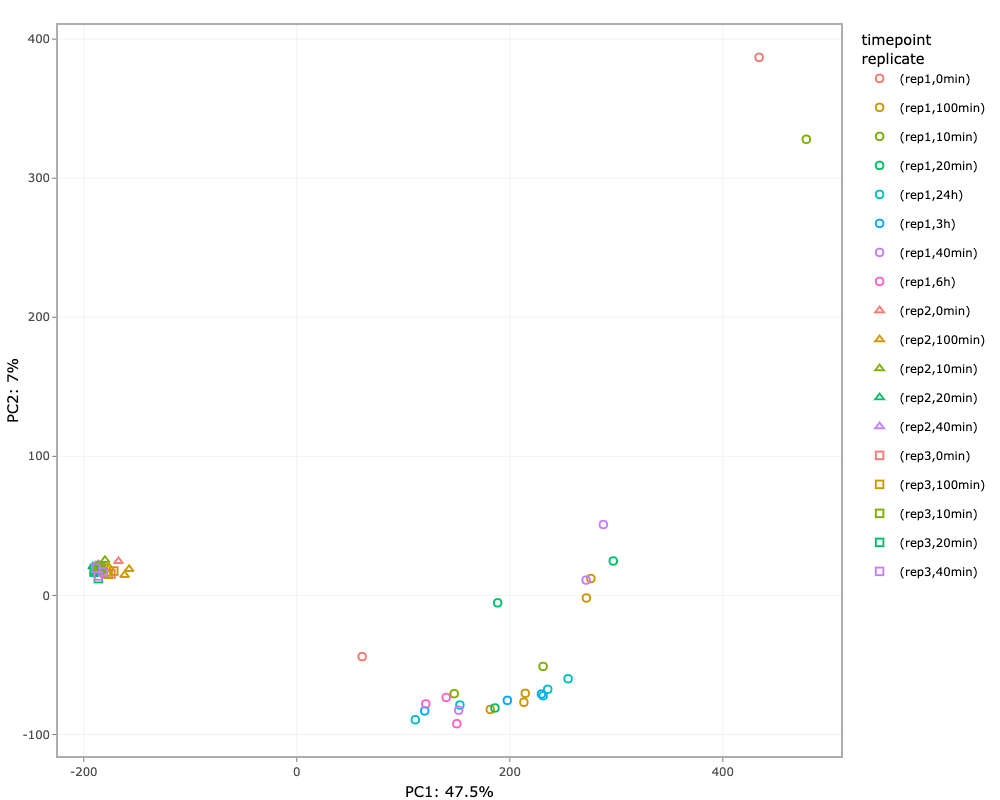 400
300
200
100
0
-100
-200
0
200
400
PC1: 47.5%
PC2: 7%
timepoint
replicate
(rep1,0min)
(rep1,100min)
(rep1,10min)
(rep1,20min)
(rep1,24h)
(rep1,3h)
(rep1,40min)
(rep1,6h)
(rep2,0min)
(rep2,100min)
(rep2,10min)
(rep2,20min)
(rep2,40min)
(rep3,0min)
(rep3,100min)
(rep3,10min)
(rep3,20min)
(rep3,40min)